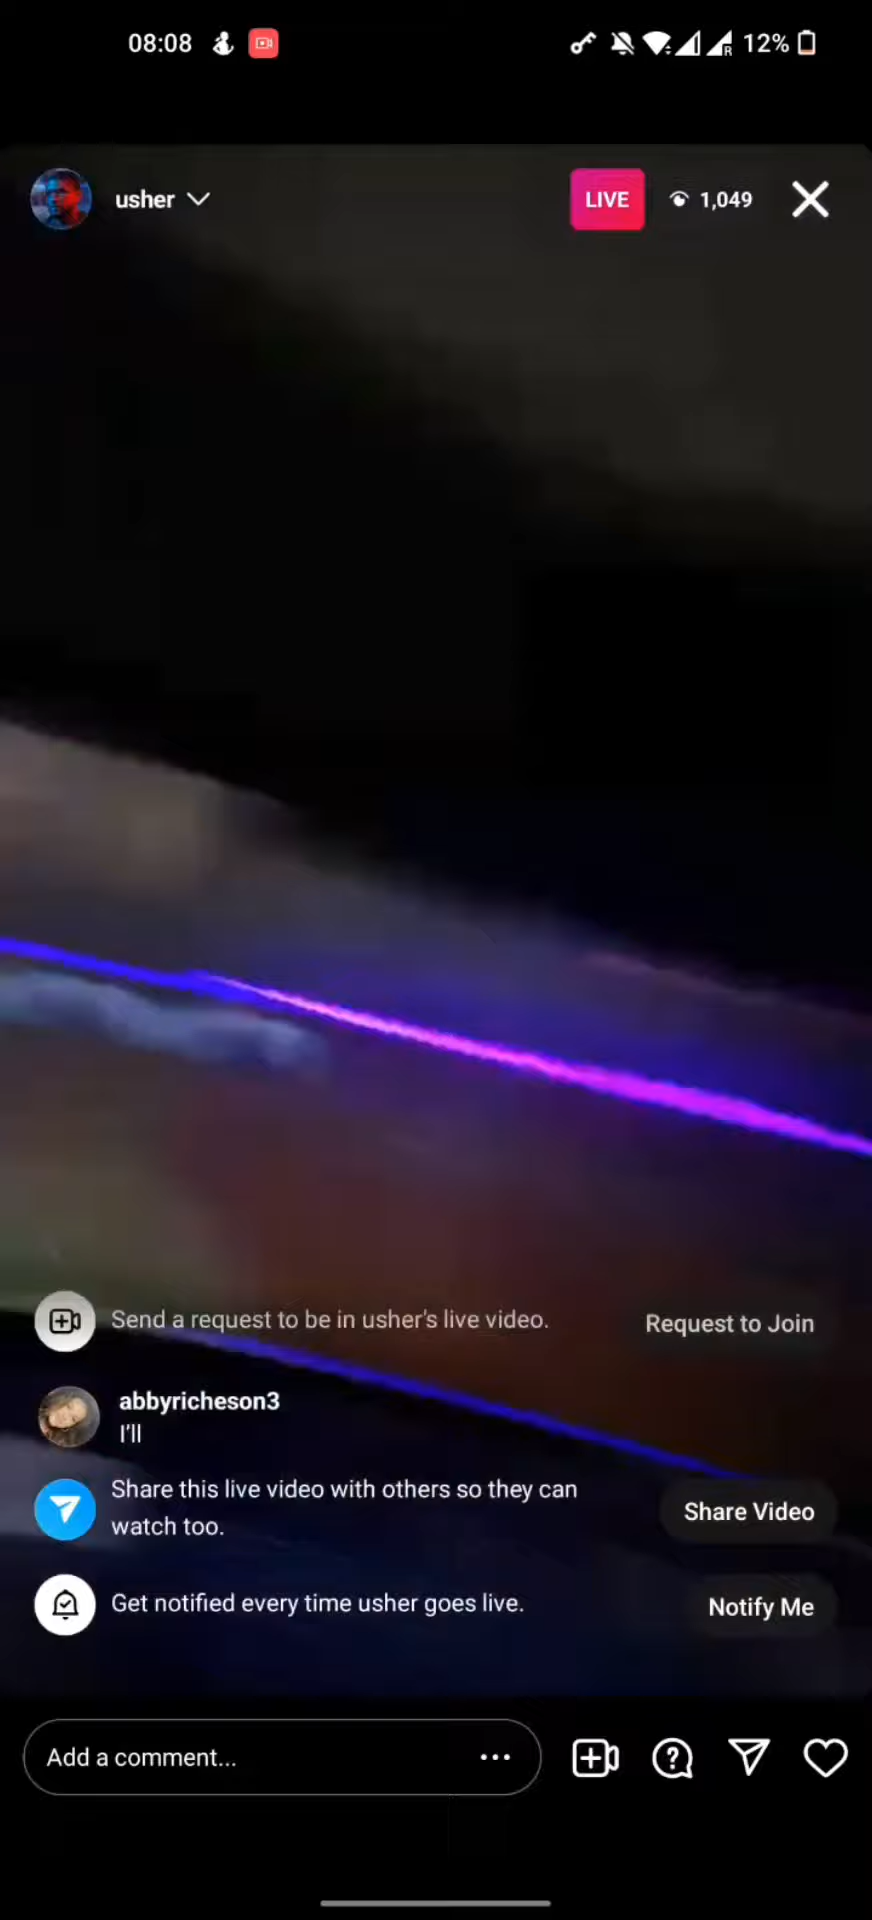 08:08
R
12%
usher
LIVE
1,049
Send a request to be in usher's live video.
Request to Join
abbyricheson3
I'll
Share this live video with others so they can
watch too.
Share Video
Get notified every time usher goes live.
Notify Me
Add a comment...